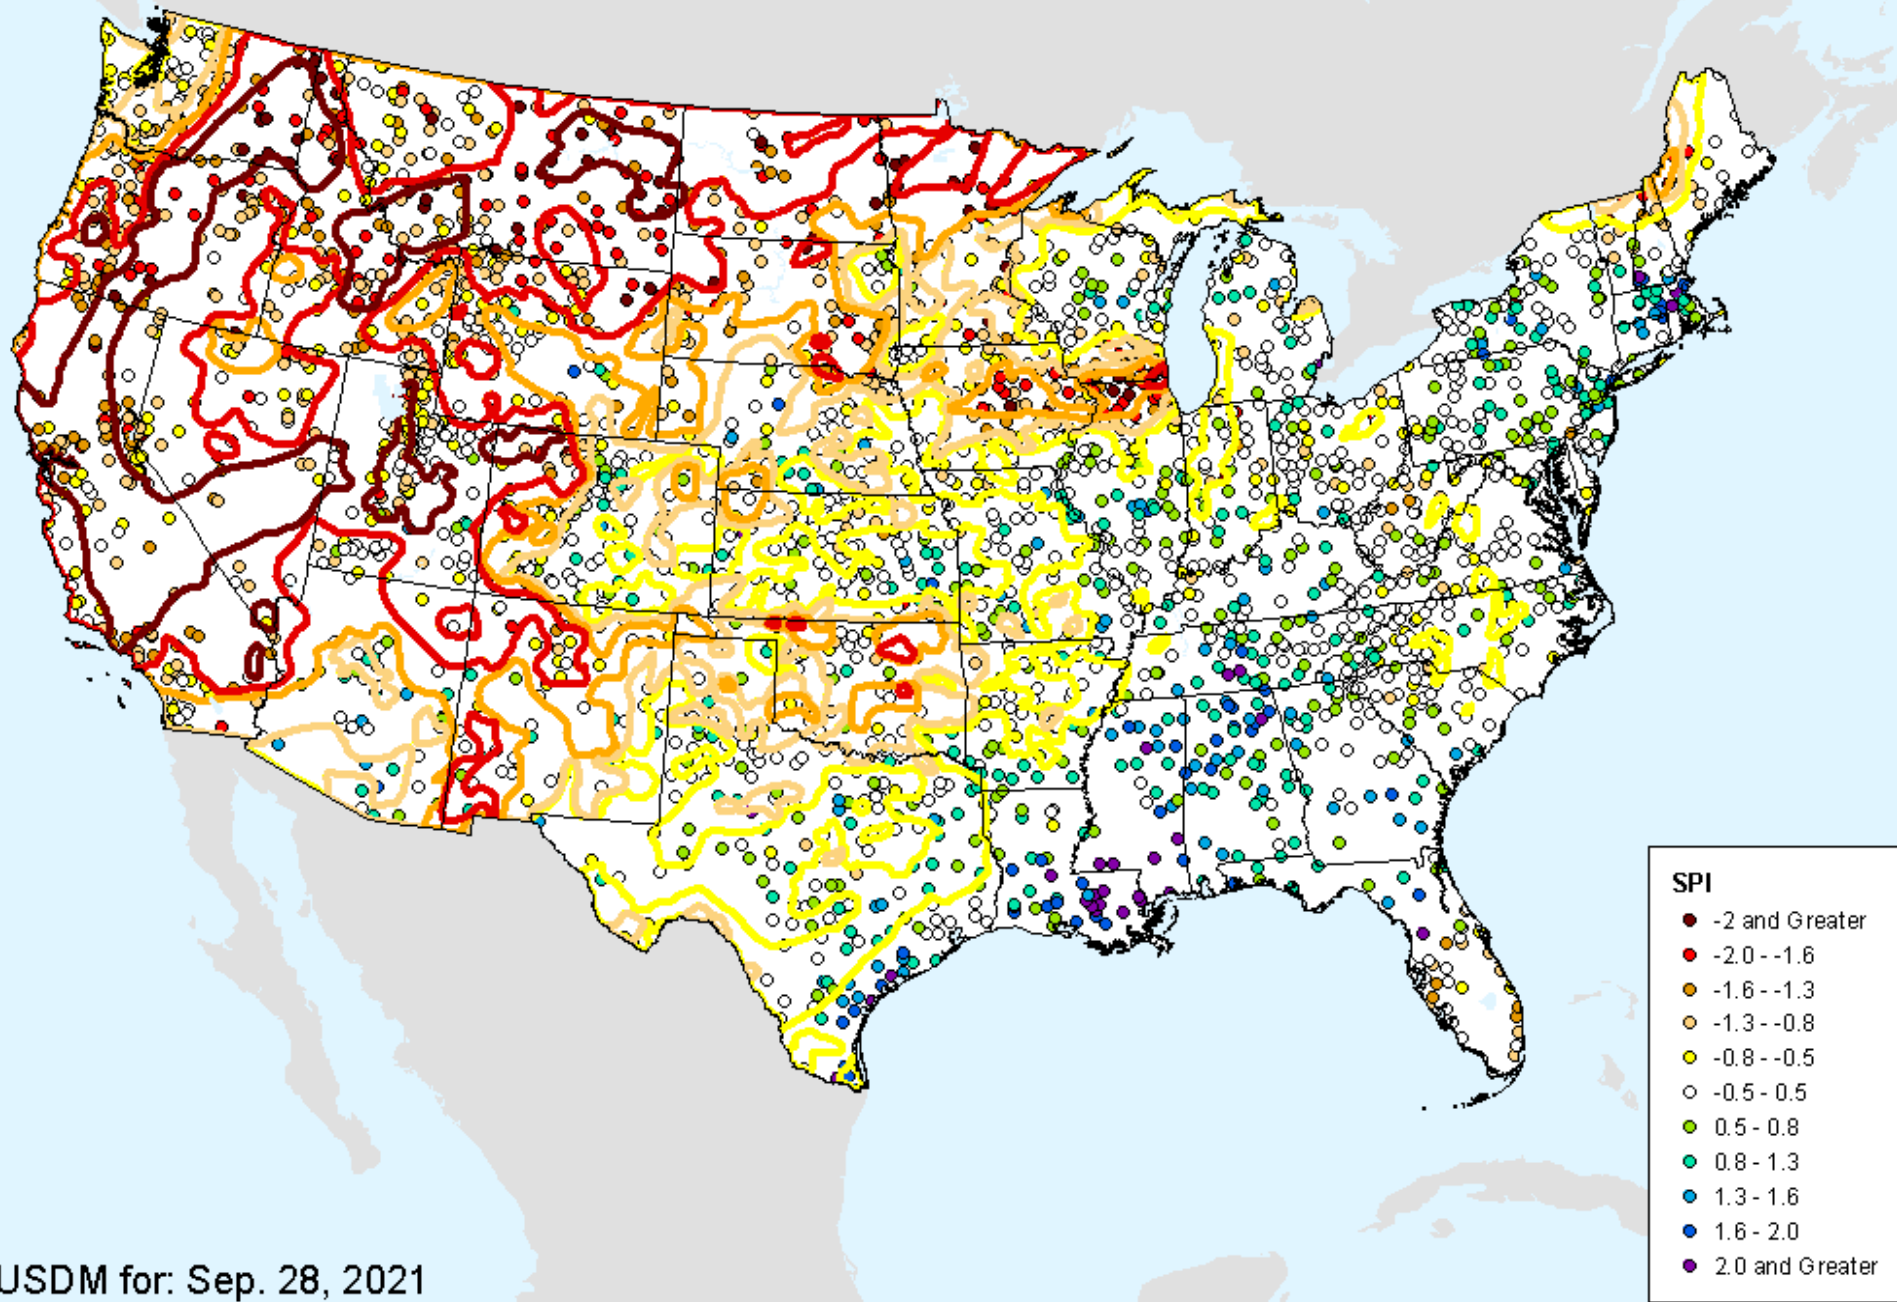 SPI
-2 and Greater
-2.0 - -1.6
-1.6 - -1.3
-1.3 - -0.8
-0.8 - -0.5
-0.5 - 0.5
0.5 - 0.8
0.8 - 1.3
1.3 - 1.6
1.6 - 2.0
2.0 and Greater
USDM for: Sep. 28, 2021